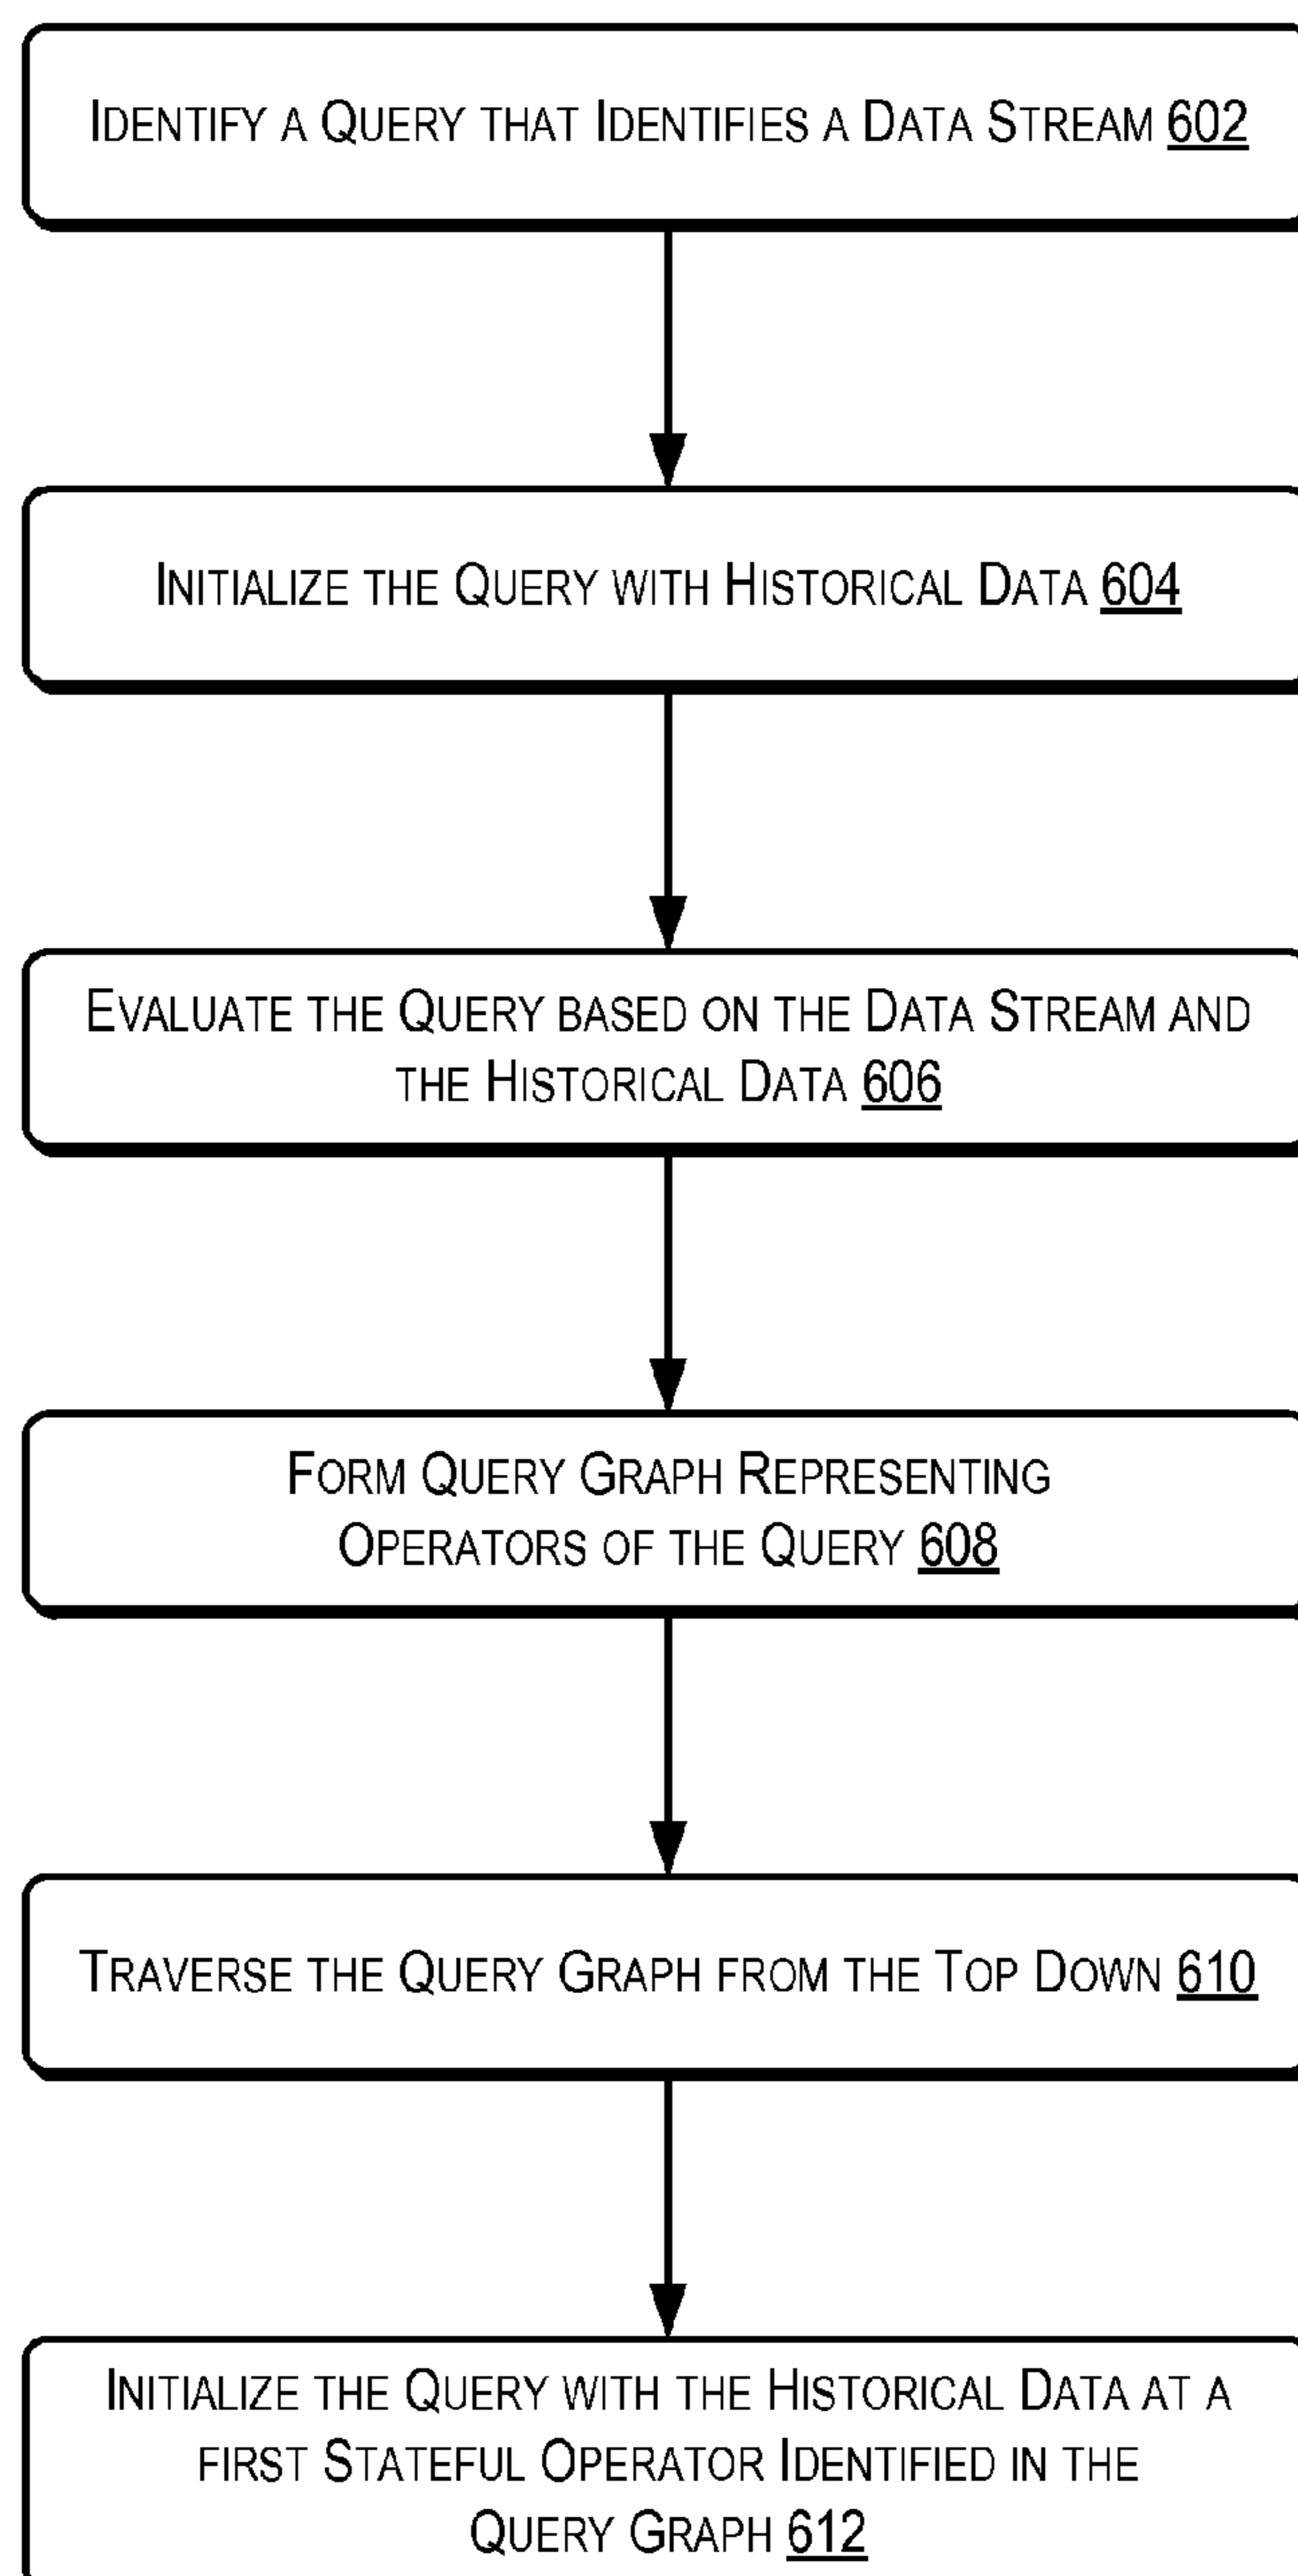 IDENTIFY A QUERY THAT IDENTIFIES A DATA STREAM 602
INITIALIZE THE QUERY WITH HISTORICAL DATA 604
EVALUATE THE QUERY BASED ON THE DATA STREAM AND
THE HISTORICAL DATA 606
FORM QUERY GRAPH REPRESENTING
OPERATORS OF THE QUERY 608
TRAVERSE THE QUERY GRAPH FROM THE TOP DOWN 610
INITIALIZE THE QUERY WITH THE HISTORICAL DATA AT A
FIRST STATEFUL OPERATOR IDENTIFIED IN THE
QUERY GRAPH 612